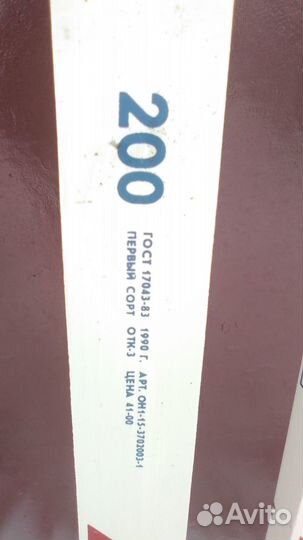 200
ГОСТ 17043-83 1990 Г. АРТ. ОН1-15-3702003-1
ПЕРВЫЙ СОРТ ОТК-3 ЦЕНА 41-00
Avito